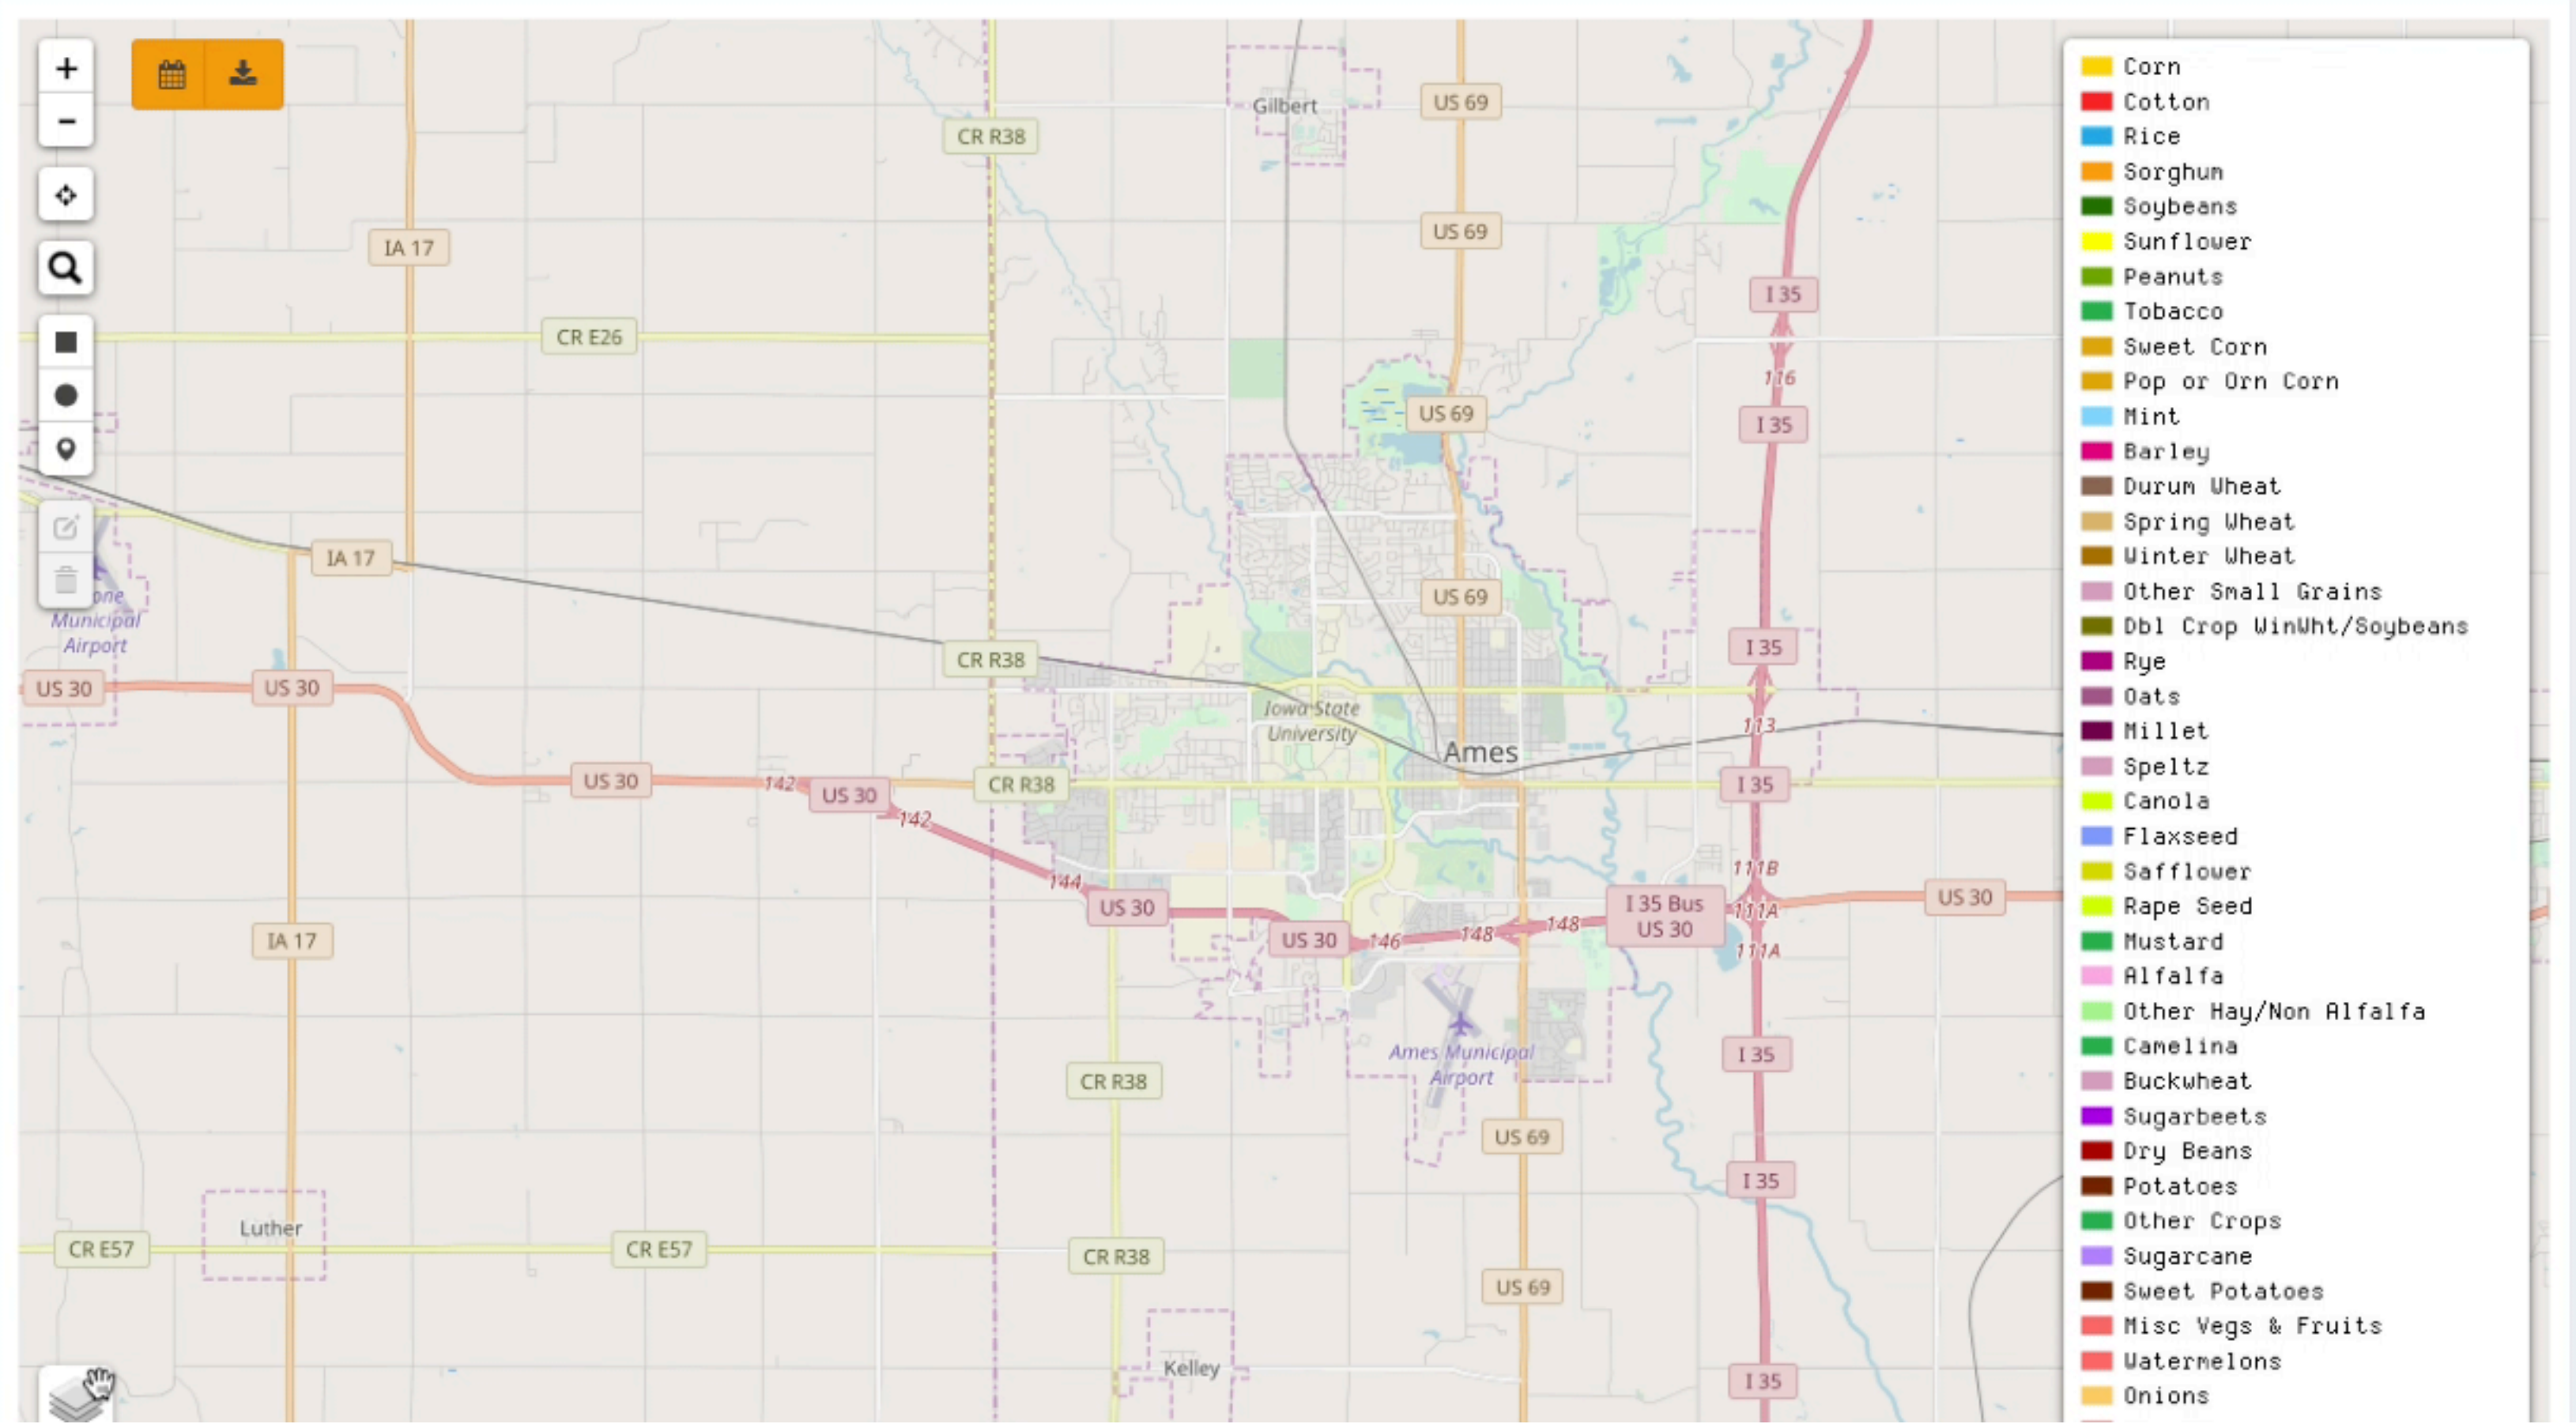 Gilbert
US 69
CR R38
US 69
IA 17
I 35
CR E26
116
US 69
I 35
IA 17
US 69
Municipal
Airport
CR R38
I 35
US 30
US 30
Iowa State
University
113
Ames
US 30
142
US 30
CR R38
I 35
142
111B
144
US 30
I 35 Bus
US 30
111A
US 30
IA 17
US 30
146
148
148
111A
Ames Municipal
Airport
I 35
CR R38
US 69
I 35
Luther
CR E57
CR E57
CR R38
US 69
Kelley
I 35
Corn
Cotton
Rice
Sorghum
Soybeans
Sunflower
Peanuts
Tobacco
Sweet Corn
Pop or Orn Corn
Mint
Barley
Durum Wheat
Spring Wheat
Winter Wheat
Other Small Grains
Dbl Crop WinWht/Soybeans
Rye
Oats
Millet
Speltz
Canola
Flaxseed
Safflower
Rape Seed
Mustard
Alfalfa
Other Hay/Non Alfalfa
Camelina
Buckwheat
Sugarbeets
Dry Beans
Potatoes
Other Crops
Sugarcane
Sweet Potatoes
Misc Vegs & Fruits
Watermelons
Onions